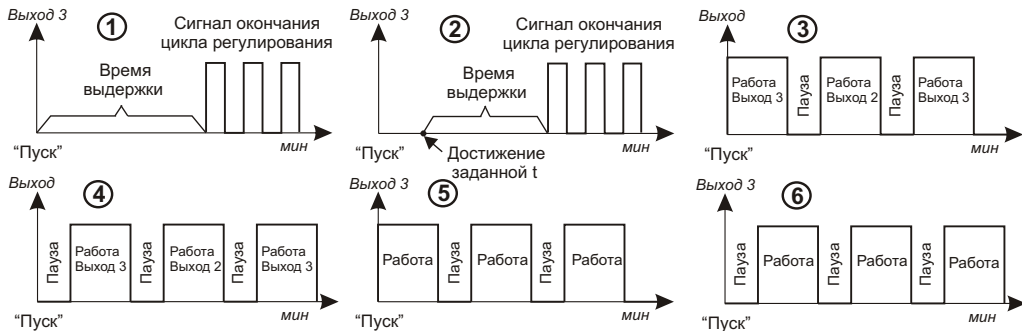 Выход 3
1
Сигнал окончания
цикла регулирования
Время
выдержки
"Пуск"
мин
Выход 3
2
Сигнал окончания
цикла регулирования
Время
выдержки
"Пуск"
Достижение
заданной t
мин
Выход
3
Работа
Выход 3
Пауза
Работа
Выход 2
Пауза
Работа
Выход 3
"Пуск"
мин
Выход
4
Пауза
Работа
Выход 3
Пауза
Работа
Выход 2
Пауза
Работа
Выход 3
"Пуск"
мин
Выход 3
5
Работа
Пауза
Работа
Пауза
Работа
"Пуск"
мин
Выход 3
6
Пауза
Работа
Пауза
Работа
Пауза
Работа
"Пуск"
мин